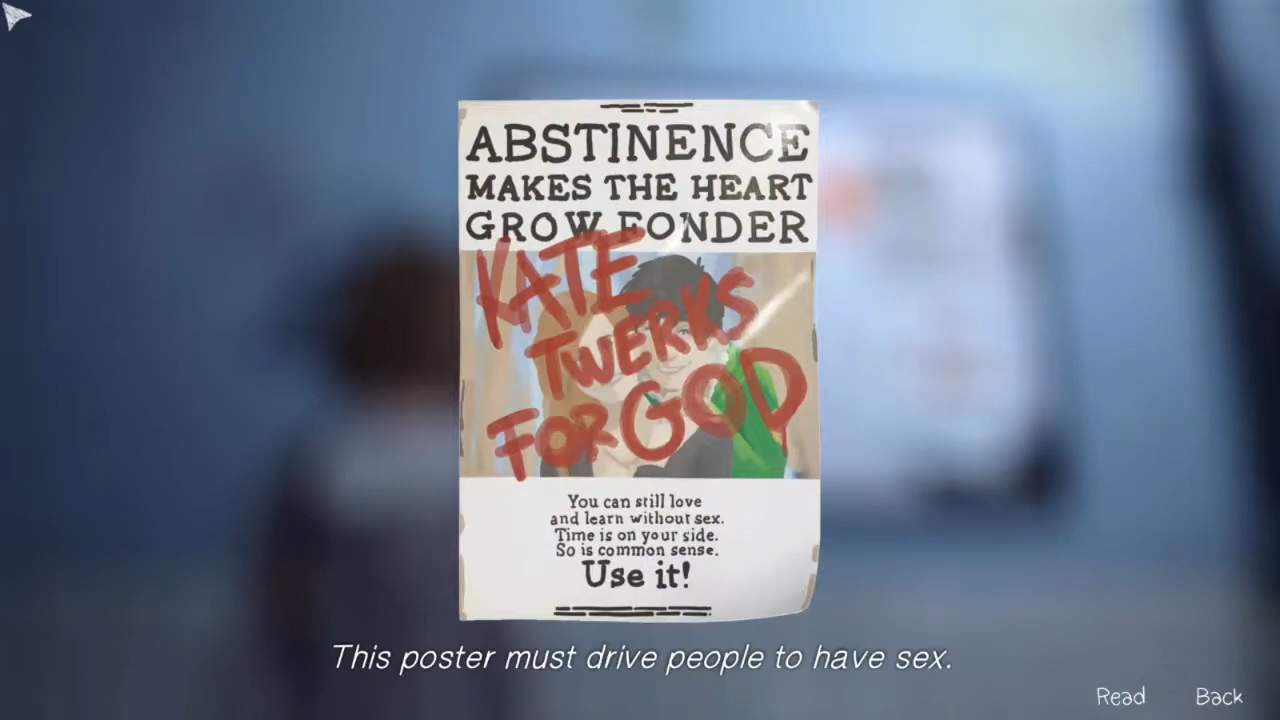 ABSTINENCE
MAKES THE HEART
GROW FONDER
KATE
TWERKS
FOR GOD
You can still love
and learn without sex.
Time is on your side.
So is common sense.
Use it!
This poster must drive people to have sex.
Read Back